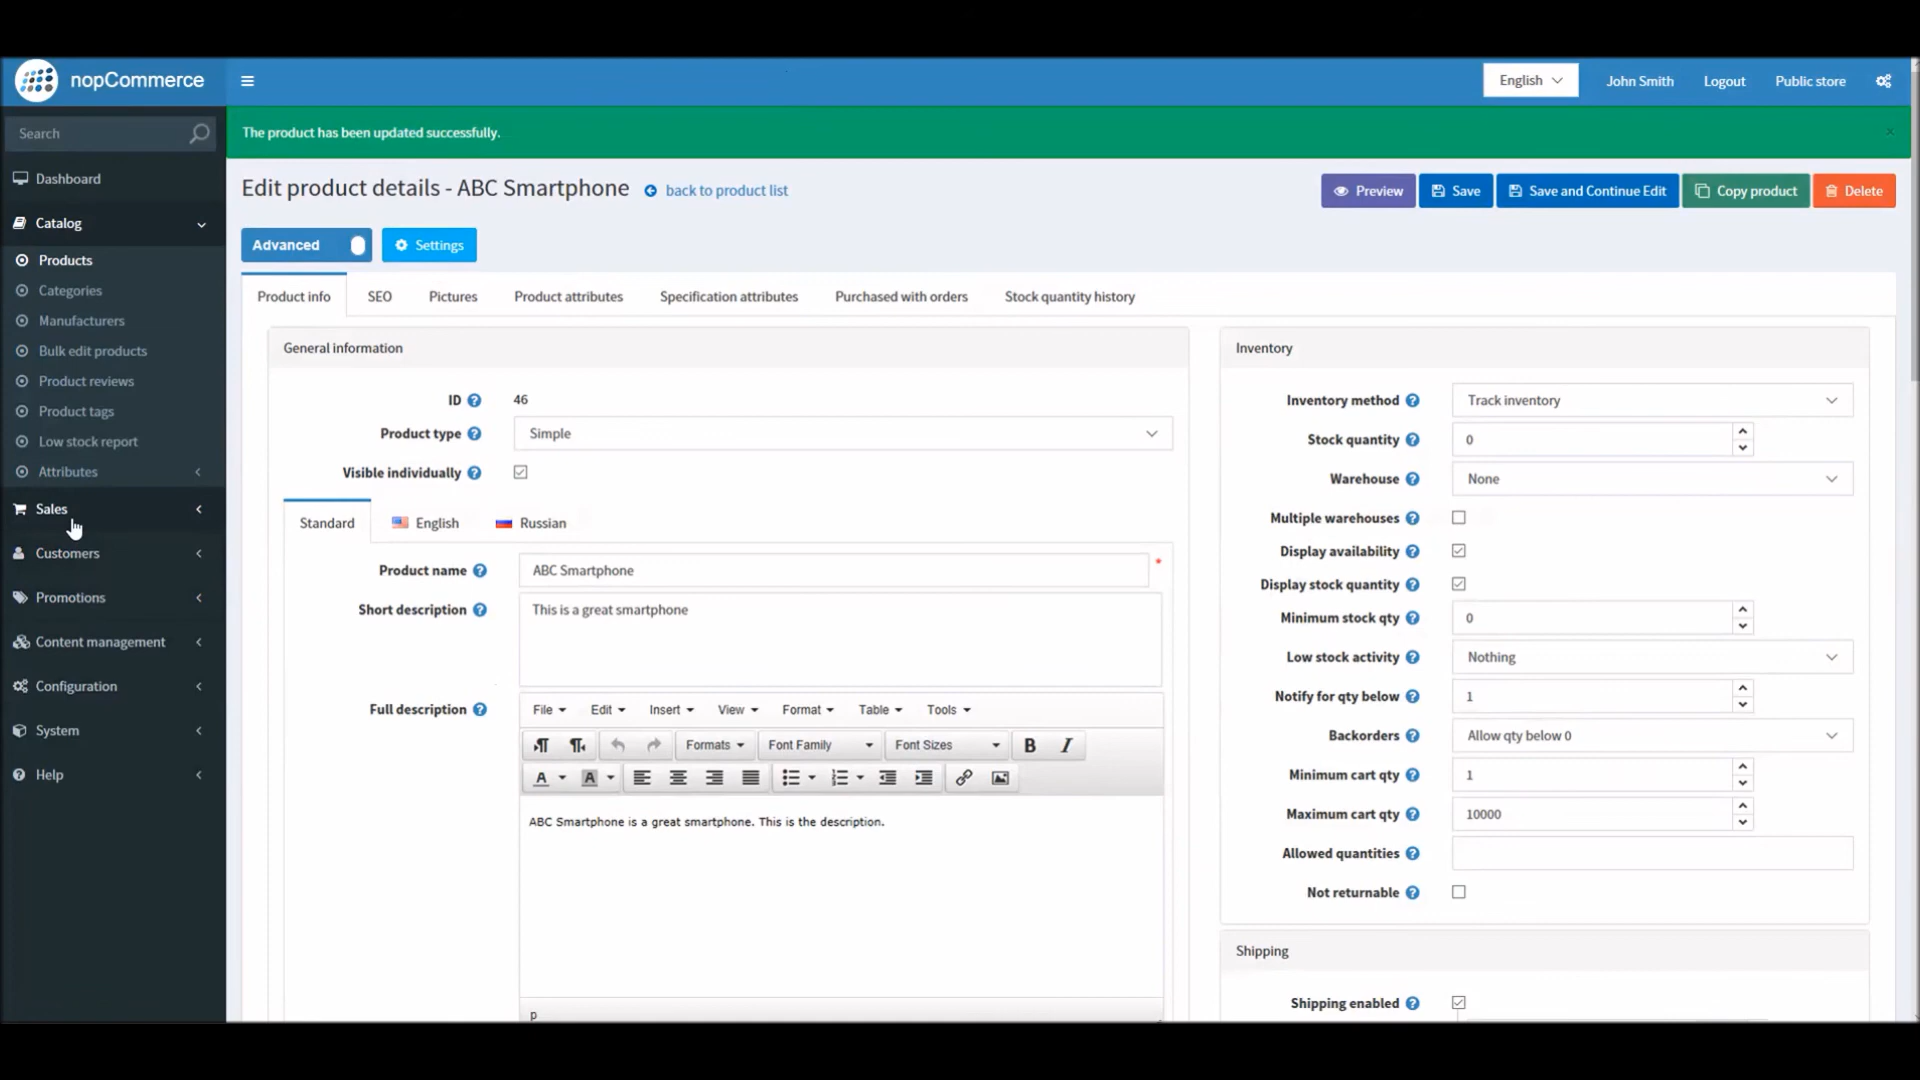 nopCommerce
English
John Smith
Logout
Public store
Search
The product has been updated successfully.
×
Dashboard
Catalog
Products
Categories
Manufacturers
Bulk edit products
Product reviews
Product tags
Low stock report
Attributes
Sales
Customers
Promotions
Content management
Configuration
System
Help
Edit product details - ABC Smartphone back to product list
Preview
Save
Save and Continue Edit
Copy product
Delete
Advanced
Settings
Product info
SEO
Pictures
Product attributes
Specification attributes
Purchased with orders
Stock quantity history
General information
ID 46
Product type Simple
Visible individually
Standard
English
Russian
Product name ABC Smartphone *
Short description This is a great smartphone
Full description
File Edit Insert View Format Table Tools
Formats Font Family Font Sizes B I
A A
ABC Smartphone is a great smartphone. This is the description.
p
Inventory
Inventory method Track inventory
Stock quantity 0
Warehouse None
Multiple warehouses
Display availability
Display stock quantity
Minimum stock qty 0
Low stock activity Nothing
Notify for qty below 1
Backorders Allow qty below 0
Minimum cart qty 1
Maximum cart qty 10000
Allowed quantities
Not returnable
Shipping
Shipping enabled